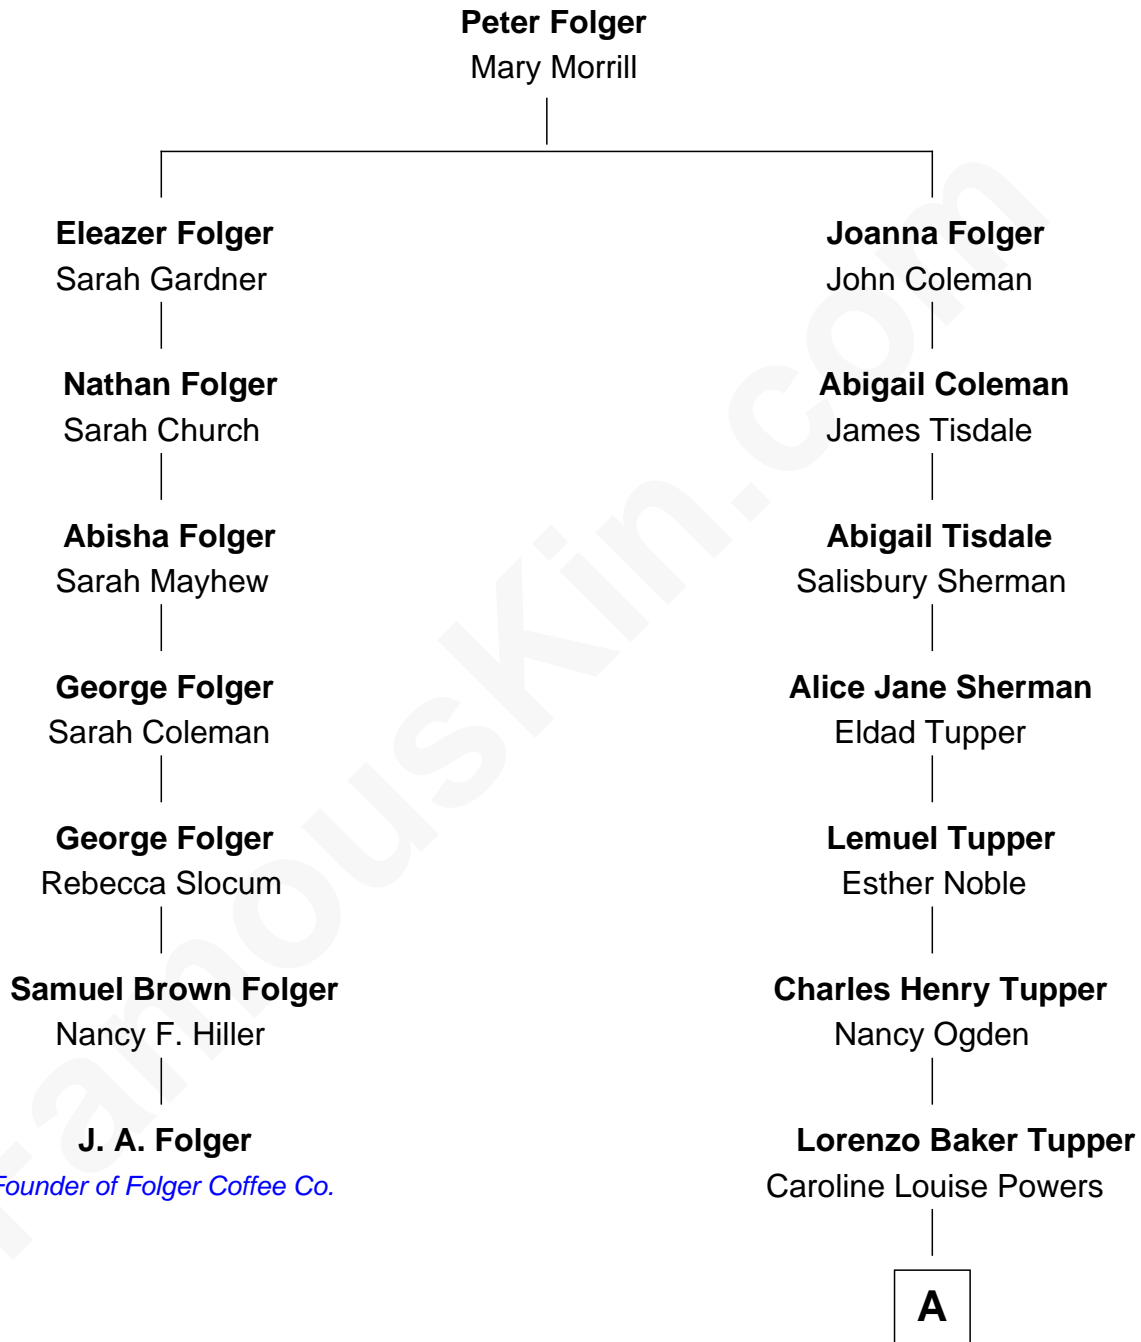 Peter Folger
Mary Morrill
Eleazer Folger
Sarah Gardner
Joanna Folger
John Coleman
Nathan Folger
Sarah Church
Abigail Coleman
James Tisdale
Abisha Folger
Sarah Mayhew
Abigail Tisdale
Salisbury Sherman
George Folger
Sarah Coleman
Alice Jane Sherman
Eldad Tupper
George Folger
Rebecca Slocum
Lemuel Tupper
Esther Noble
Samuel Brown Folger
Nancy F. Hiller
Charles Henry Tupper
Nancy Ogden
J. A. Folger
Founder of Folger Coffee Co.
Lorenzo Baker Tupper
Caroline Louise Powers
A
FamousKin.com